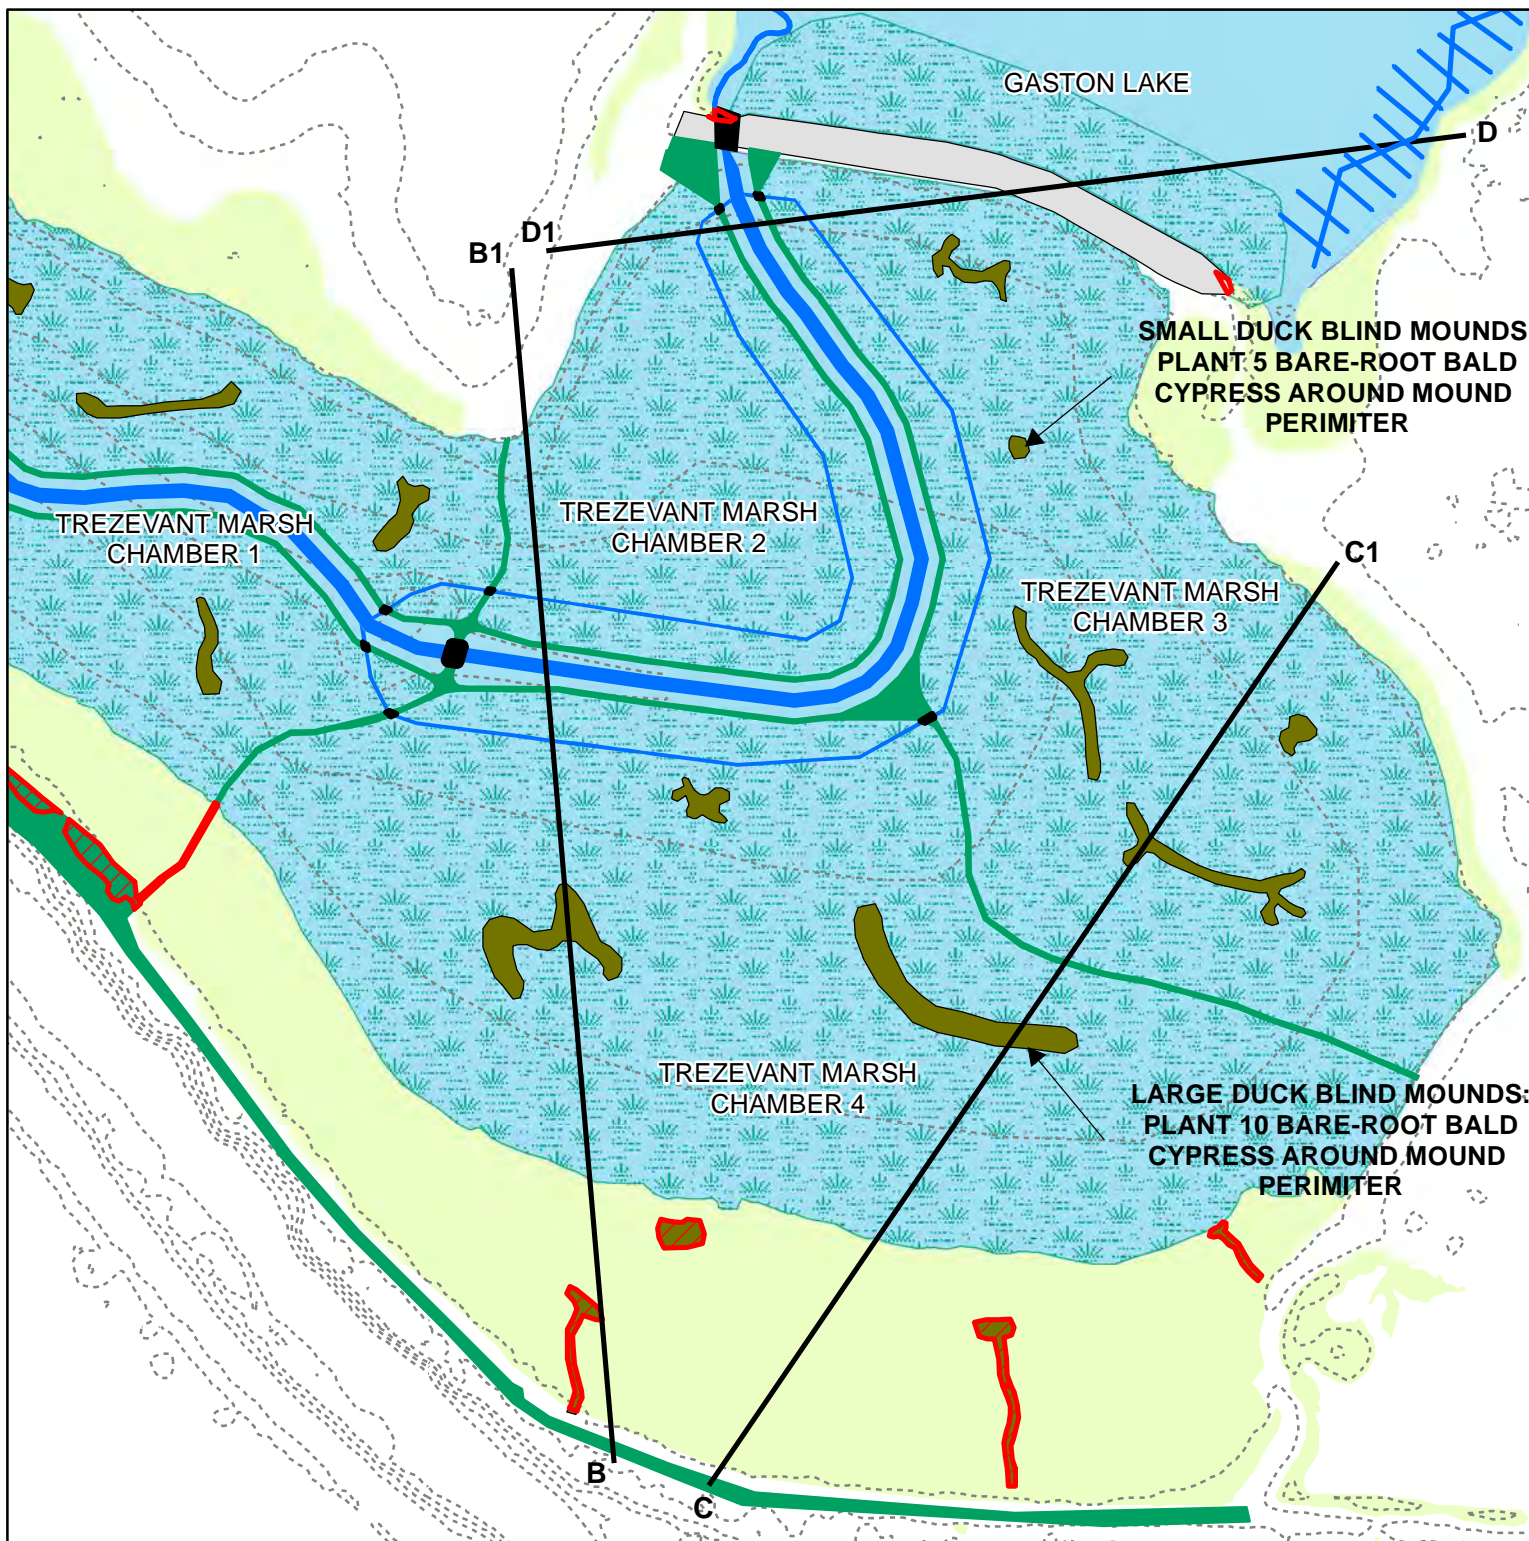 GASTON LAKE
D
D1
B1
SMALL DUCK BLIND MOUNDS
PLANT 5 BARE-ROOT BALD
CYPRESS AROUND MOUND
PERIMITER
TREZEVANT MARSH
CHAMBER 1
TREZEVANT MARSH
CHAMBER 2
C1
TREZEVANT MARSH
CHAMBER 3
TREZEVANT MARSH
CHAMBER 4
LARGE DUCK BLIND MOUNDS:
PLANT 10 BARE-ROOT BALD
CYPRESS AROUND MOUND
PERIMITER
B
C